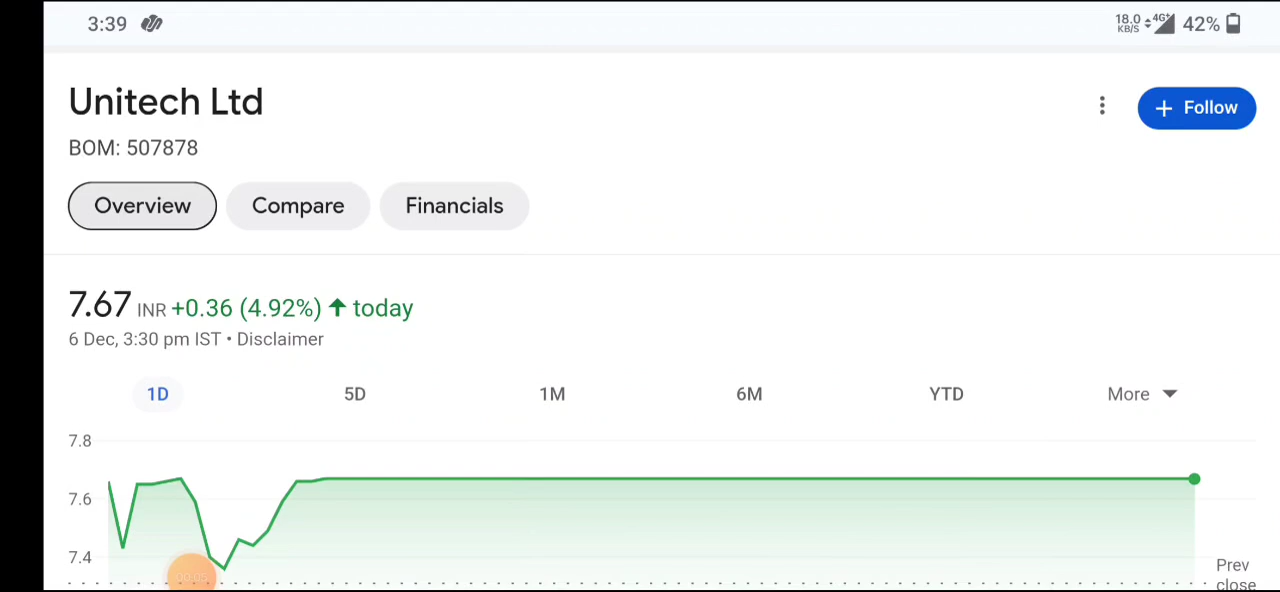 3:39 18.0 KB/S 4G+ 42%
Unitech Ltd
+ Follow
BOM: 507878
Overview Compare Financials
7.67 INR +0.36 (4.92%) ↑ today
6 Dec, 3:30 pm IST • Disclaimer
1D 5D 1M 6M YTD More
7.8
7.6
7.4
Prev
close